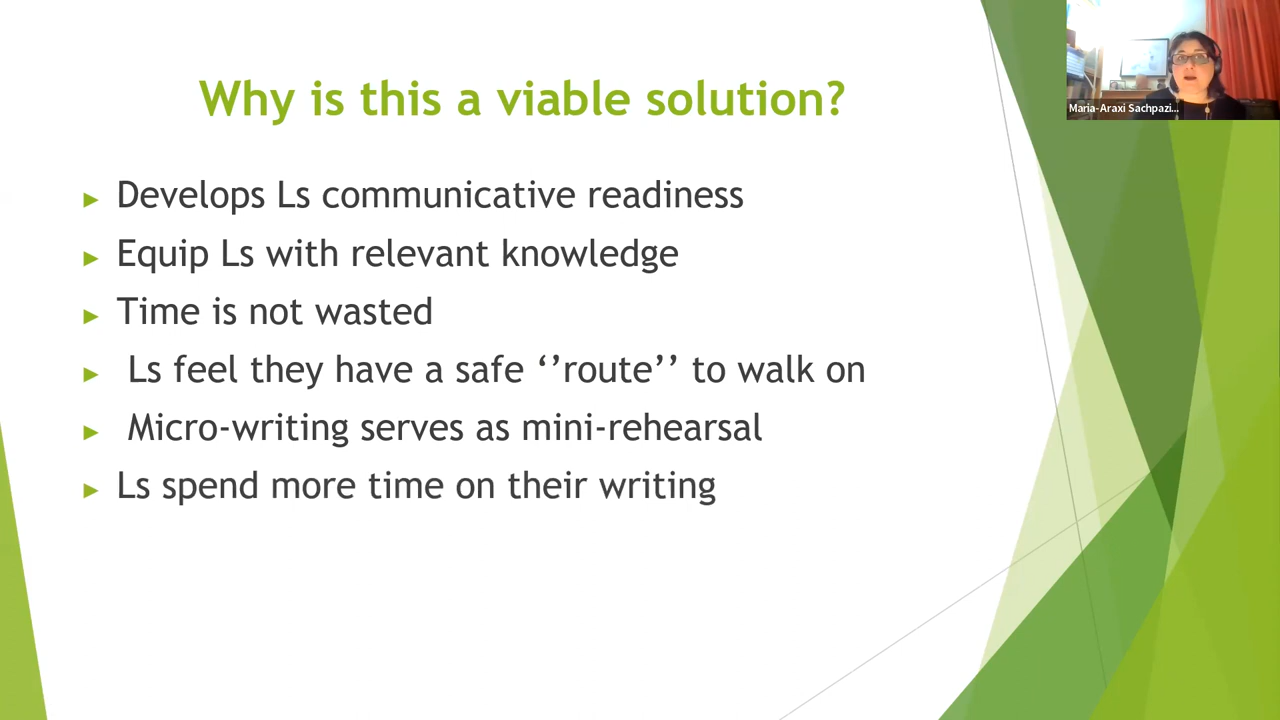 Why is this a viable solution?
Maria-Araxi Sachpazi...
► Develops Ls communicative readiness
► Equip Ls with relevant knowledge
► Time is not wasted
► Ls feel they have a safe ‘’route’’ to walk on
► Micro-writing serves as mini-rehearsal
► Ls spend more time on their writing